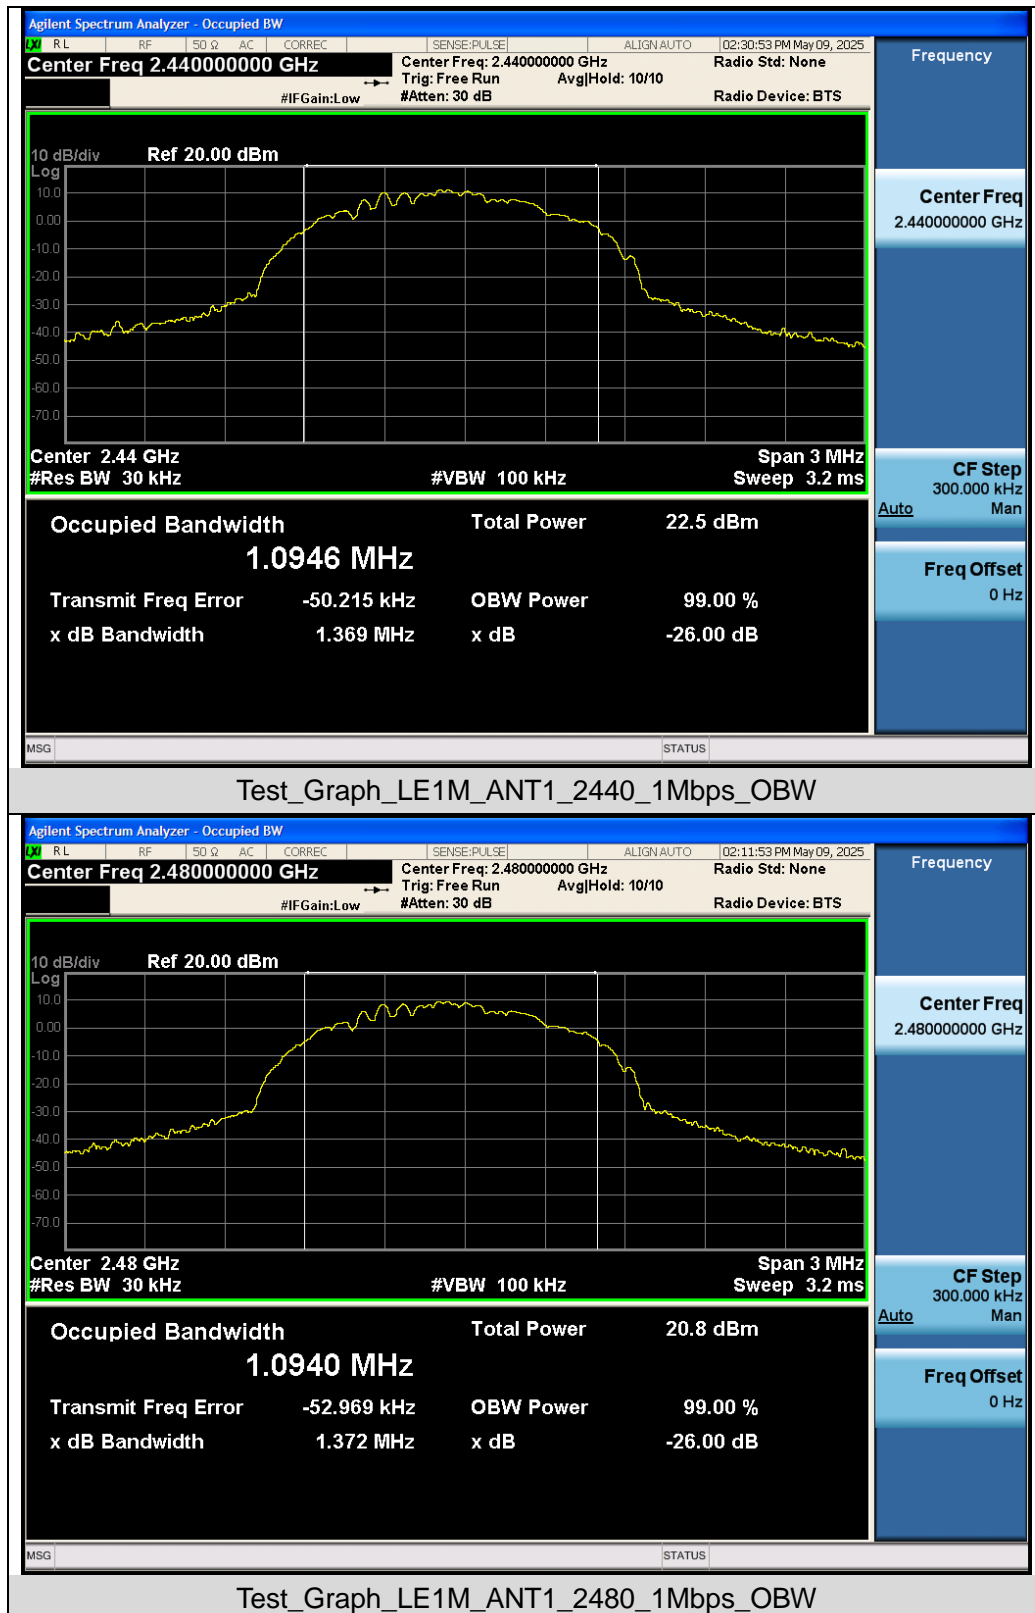 Agilent Spectrum Analyzer - Occupied BW
LXI RL RF 50 Ω AC CORREC SENSE:PULSE ALIGN AUTO 02:30:53 PM May 09, 2025
Center Freq 2.440000000 GHz Center Freq: 2.440000000 GHz Radio Std: None
Trig: Free Run Avg|Hold: 10/10
#IFGain:Low #Atten: 30 dB Radio Device: BTS
Frequency
10 dB/div Ref 20.00 dBm
Log
10.0
0.00
-10.0
-20.0
-30.0
-40.0
-50.0
-60.0
-70.0
Center 2.44 GHz Span 3 MHz
#Res BW 30 kHz #VBW 100 kHz Sweep 3.2 ms
Center Freq
2.440000000 GHz
CF Step
300.000 kHz
Auto Man
Freq Offset
0 Hz
Occupied Bandwidth Total Power 22.5 dBm
1.0946 MHz
Transmit Freq Error -50.215 kHz OBW Power 99.00 %
x dB Bandwidth 1.369 MHz x dB -26.00 dB
MSG STATUS
Test_Graph_LE1M_ANT1_2440_1Mbps_OBW
Agilent Spectrum Analyzer - Occupied BW
LXI RL RF 50 Ω AC CORREC SENSE:PULSE ALIGN AUTO 02:11:53 PM May 09, 2025
Center Freq 2.480000000 GHz Center Freq: 2.480000000 GHz Radio Std: None
Trig: Free Run Avg|Hold: 10/10
#IFGain:Low #Atten: 30 dB Radio Device: BTS
Frequency
10 dB/div Ref 20.00 dBm
Log
10.0
0.00
-10.0
-20.0
-30.0
-40.0
-50.0
-60.0
-70.0
Center 2.48 GHz Span 3 MHz
#Res BW 30 kHz #VBW 100 kHz Sweep 3.2 ms
Center Freq
2.480000000 GHz
CF Step
300.000 kHz
Auto Man
Freq Offset
0 Hz
Occupied Bandwidth Total Power 20.8 dBm
1.0940 MHz
Transmit Freq Error -52.969 kHz OBW Power 99.00 %
x dB Bandwidth 1.372 MHz x dB -26.00 dB
MSG STATUS
Test_Graph_LE1M_ANT1_2480_1Mbps_OBW